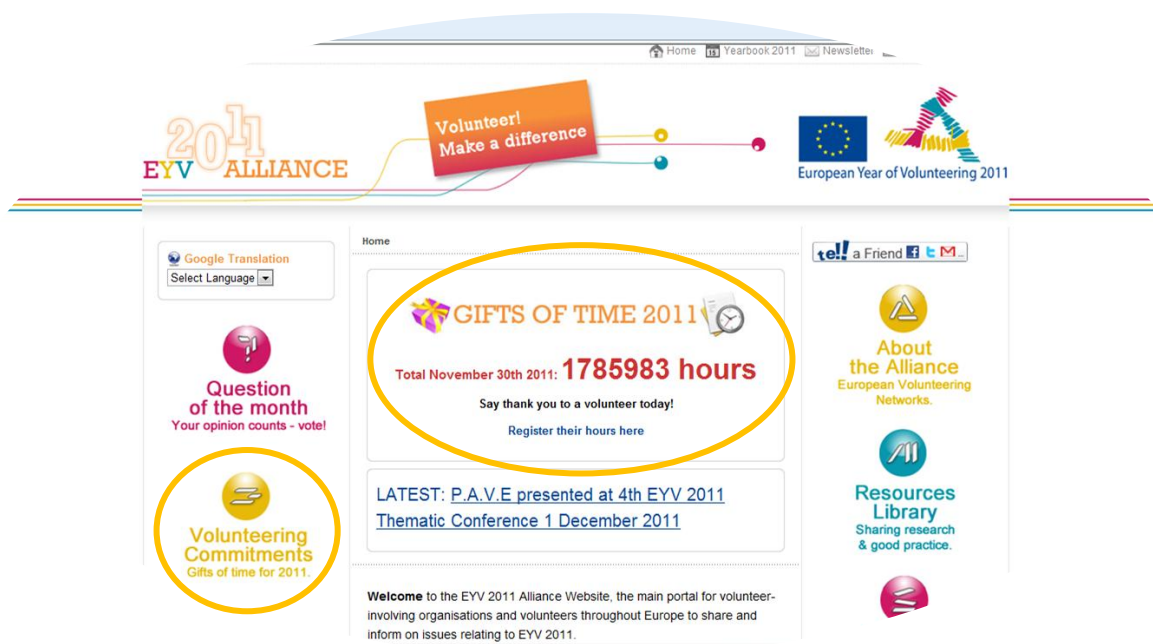 Home 15 Yearbook 2011 Newsletter
2011
EYV ALLIANCE
Volunteer!
Make a difference
European Year of Volunteering 2011
Google Translation
Select Language
Question
of the month
Your opinion counts - vote!
Volunteering
Commitments
Gifts of time for 2011.
Home
GIFTS OF TIME 2011
Total November 30th 2011: 1785983 hours
Say thank you to a volunteer today!
Register their hours here
LATEST: P.A.V.E presented at 4th EYV 2011
Thematic Conference 1 December 2011
Welcome to the EYV 2011 Alliance Website, the main portal for volunteer-
involving organisations and volunteers throughout Europe to share and
inform on issues relating to EYV 2011.
tell! a Friend
About
the Alliance
European Volunteering
Networks.
Resources
Library
Sharing research
& good practice.